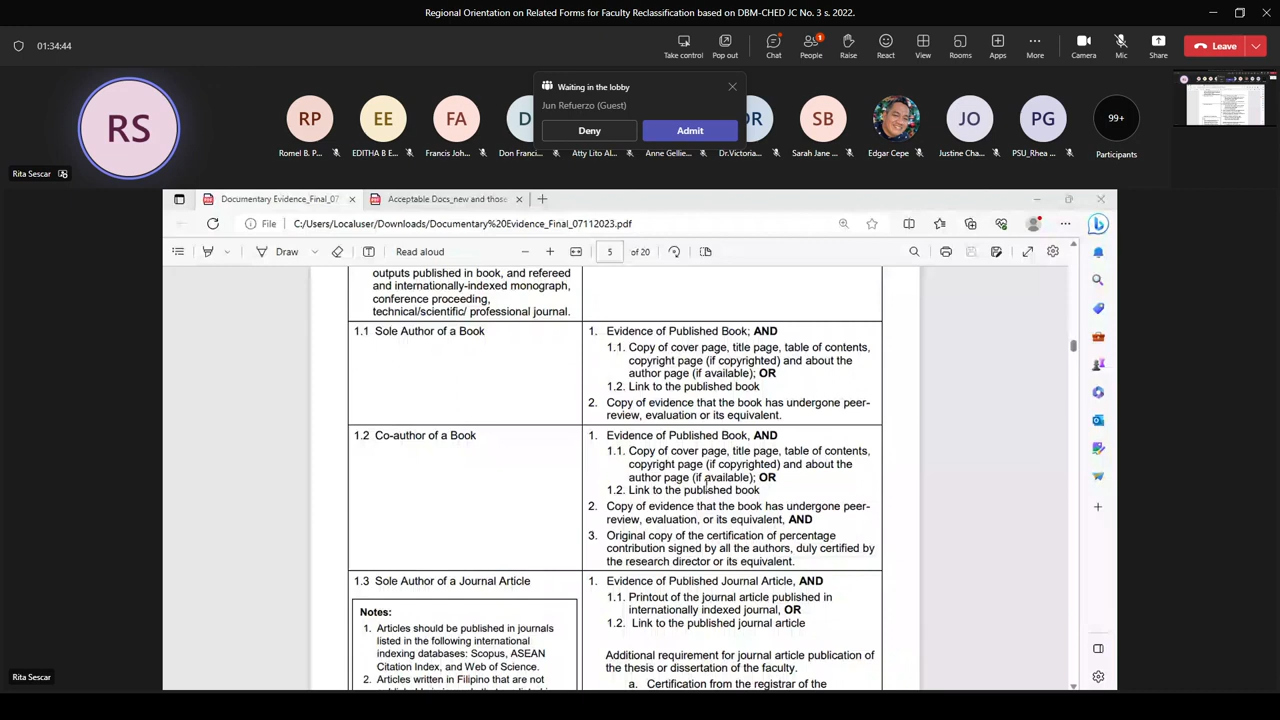 Regional Orientation on Related Forms for Faculty Reclassification based on DBM-CHED JC No. 3 s. 2022.
01:34:44
Take control
Pop out
Chat
1
People
Raise
React
View
Rooms
Apps
More
Camera
Mic
Share
Leave
Waiting in the lobby
Jun Refuerzo (Guest)
Deny
Admit
RS
RP
EE
FA
D
DR
SB
JO
PG
99+
Romel B. P...
EDITHA B E...
Francis Joh...
Don Franci...
Atty Lito Al...
Anne Gellie...
Dr.Victoria...
Sarah Jane ...
Edgar Cepe
Justine Cha...
PSU_Rhea ...
Participants
Rita Sescar
Documentary Evidence_Final_07
Acceptable Docs_new and thos
File
C:/Users/Localuser/Downloads/Documentary%20Evidence_Final_07112023.pdf
Draw
Read aloud
5
of 20
outputs published in book, and refereed
and internationally-indexed monograph,
conference proceeding,
technical/scientific/ professional journal.
1.1 Sole Author of a Book
1. Evidence of Published Book; AND
1.1. Copy of cover page, title page, table of contents,
copyright page (if copyrighted) and about the
author page (if available); OR
1.2. Link to the published book
2. Copy of evidence that the book has undergone peer-
review, evaluation or its equivalent.
1.2 Co-author of a Book
1. Evidence of Published Book, AND
1.1. Copy of cover page, title page, table of contents,
copyright page (if copyrighted) and about the
author page (if available); OR
1.2. Link to the published book
2. Copy of evidence that the book has undergone peer-
review, evaluation, or its equivalent, AND
3. Original copy of the certification of percentage
contribution signed by all the authors, duly certified by
the research director or its equivalent.
1.3 Sole Author of a Journal Article
Notes:
1. Articles should be published in journals
listed in the following international
indexing databases: Scopus, ASEAN
Citation Index, and Web of Science.
2. Articles written in Filipino that are not
1. Evidence of Published Journal Article, AND
1.1. Printout of the journal article published in
internationally indexed journal, OR
1.2. Link to the published journal article
Additional requirement for journal article publication of
the thesis or dissertation of the faculty.
a. Certification from the registrar of the
Rita Sescar